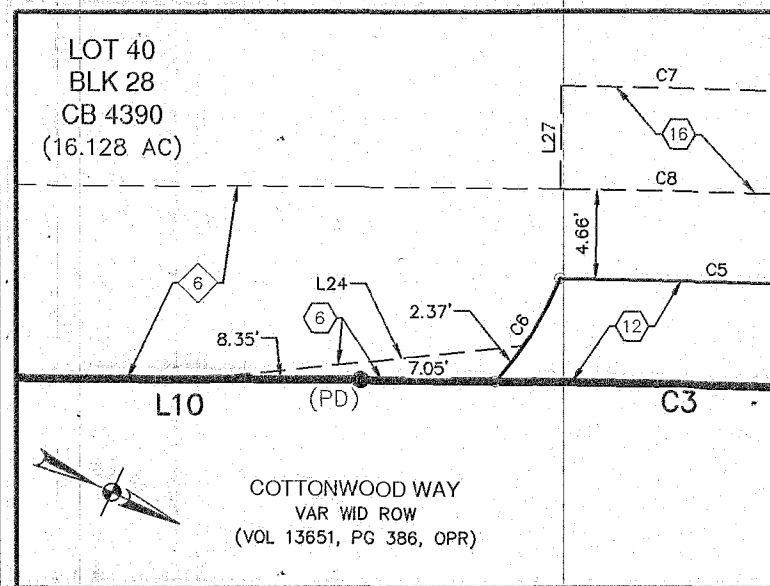 LOT 40
BLK 28
CB 4390
(16.128 AC)
C7
L27
16
C8
4.66'
6
L24
6
2.37'
C6
C5
12
8.35'
7.05'
L10
(PD)
C3
COTTONWOOD WAY
VAR WID ROW
(VOL 13651, PG 386, OPR)